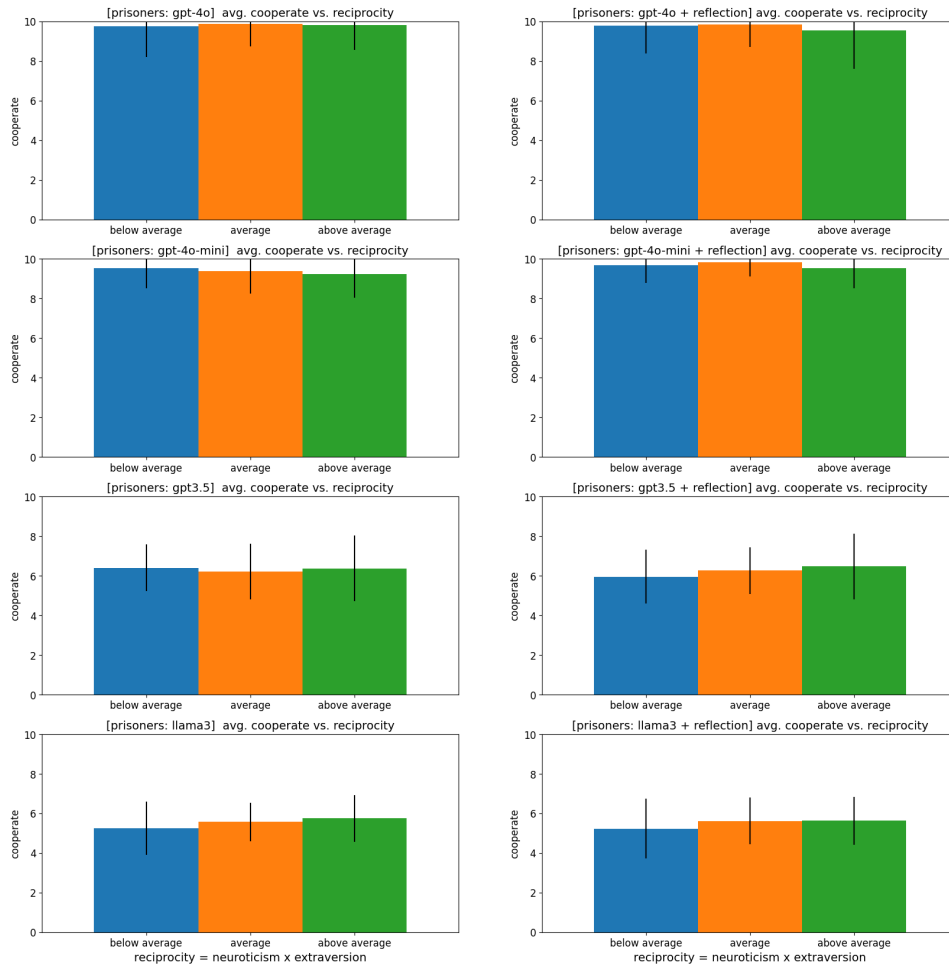 [prisoners: gpt-4o]  avg. cooperate vs. reciprocity
10
8
6
4
2
0
cooperate
below average
average
above average
[prisoners: gpt-4o + reflection] avg. cooperate vs. reciprocity
10
8
6
4
2
0
cooperate
below average
average
above average
[prisoners: gpt-4o-mini]  avg. cooperate vs. reciprocity
10
8
6
4
2
0
cooperate
below average
average
above average
[prisoners: gpt-4o-mini + reflection] avg. cooperate vs. reciprocity
10
8
6
4
2
0
cooperate
below average
average
above average
[prisoners: gpt3.5]  avg. cooperate vs. reciprocity
10
8
6
4
2
0
cooperate
below average
average
above average
[prisoners: gpt3.5 + reflection] avg. cooperate vs. reciprocity
10
8
6
4
2
0
cooperate
below average
average
above average
[prisoners: llama3]  avg. cooperate vs. reciprocity
10
8
6
4
2
0
cooperate
below average
average
above average
reciprocity = neuroticism x extraversion
[prisoners: llama3 + reflection] avg. cooperate vs. reciprocity
10
8
6
4
2
0
cooperate
below average
average
above average
reciprocity = neuroticism x extraversion